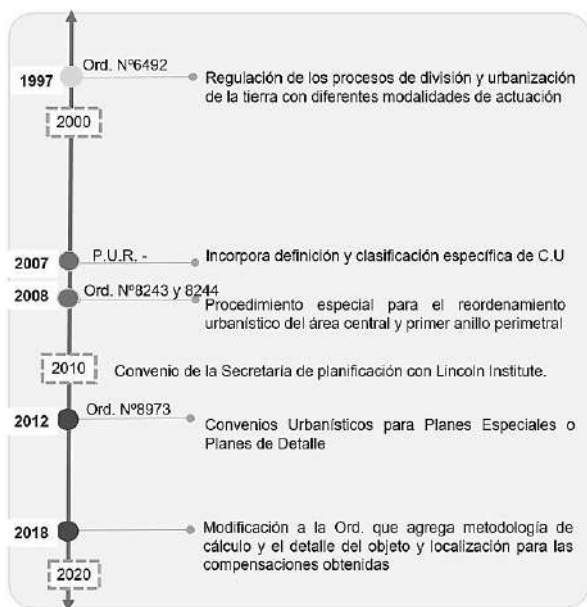 Ord. Nº6492
1997
Regulación de los procesos de división y urbanización
de la tierra con diferentes modalidades de actuación
2000
P.U.R. -
2007
Incorpora definición y clasificación específica de C.U
Ord. Nº8243 y 8244
2008
Procedimiento especial para el reordenamiento
urbanístico del área central y primer anillo perimetral
2010
Convenio de la Secretaría de planificación con Lincoln Institute.
Ord. Nº8973
2012
Convenios Urbanísticos para Planes Especiales o
Planes de Detalle
2018
Modificación a la Ord. que agrega metodología de
cálculo y el detalle del objeto y localización para las
compensaciones obtenidas
2020